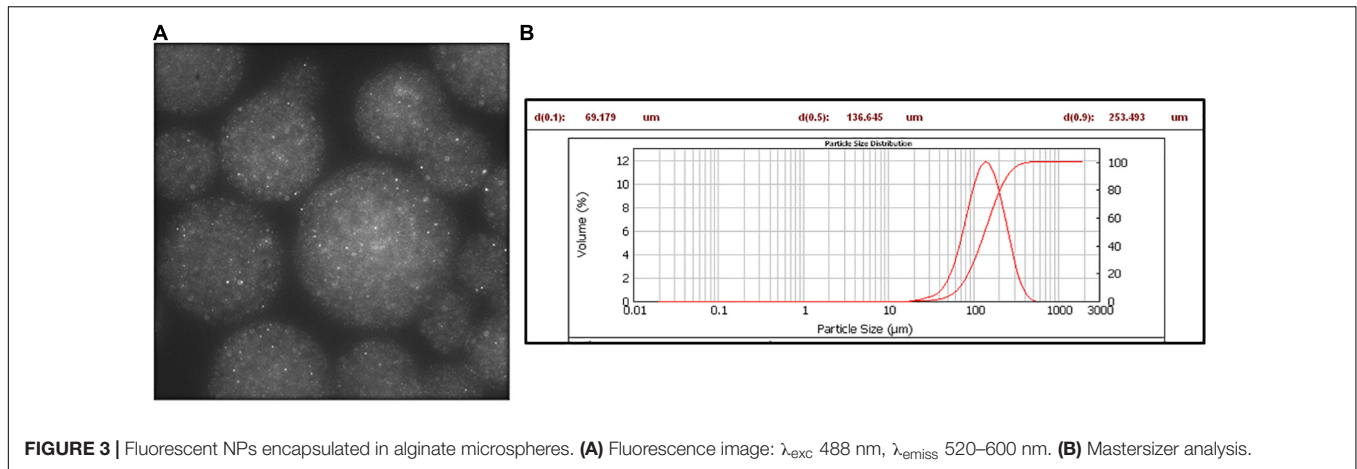 A
B
d(0.1): 69.179 um d(0.5): 136.645 um d(0.9): 253.493 um
Particle Size Distribution
Volume (%)
12
10
8
6
4
2
0
100
80
60
40
20
0
0.01 0.1 1 10 100 1000 3000
Particle Size (µm)
FIGURE 3 | Fluorescent NPs encapsulated in alginate microspheres. (A) Fluorescence image: λexc 488 nm, λemiss 520–600 nm. (B) Mastersizer analysis.